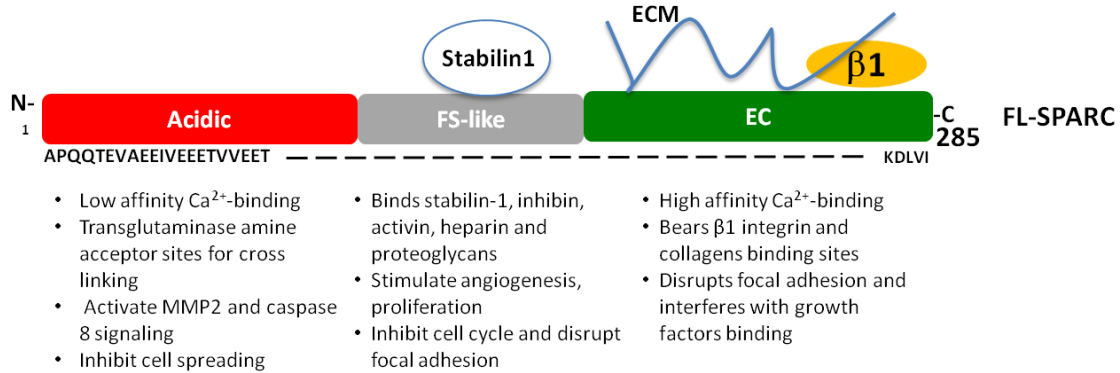 ECM
Stabilin1
β1
N-
1
Acidic
FS-like
EC
-C
285
FL-SPARC
APQQTEVAEEIVEEETVVEET
KDLVI
• Low affinity Ca²⁺-binding
• Transglutaminase amine
acceptor sites for cross
linking
• Activate MMP2 and caspase
8 signaling
• Inhibit cell spreading
• Binds stabilin-1, inhibin,
activin, heparin and
proteoglycans
• Stimulate angiogenesis,
proliferation
• Inhibit cell cycle and disrupt
focal adhesion
• High affinity Ca²⁺-binding
• Bears β1 integrin and
collagens binding sites
• Disrupts focal adhesion and
interferes with growth
factors binding